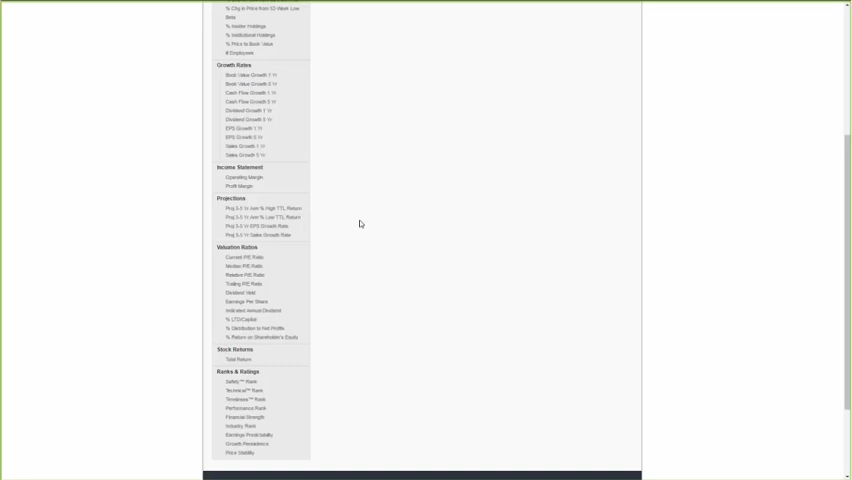 % Chg in Price from 52-Week Low
Beta
% Insider Holdings
% Institutional Holdings
% Price to Book Value
# Employees
Growth Rates
Book Value Growth 1 Yr
Book Value Growth 5 Yr
Cash Flow Growth 1 Yr
Cash Flow Growth 5 Yr
Dividend Growth 1 Yr
Dividend Growth 5 Yr
EPS Growth 1 Yr
EPS Growth 5 Yr
Sales Growth 1 Yr
Sales Growth 5 Yr
Income Statement
Operating Margin
Profit Margin
Projections
Proj 3-5 Yr Ann % High TTL Return
Proj 3-5 Yr Ann % Low TTL Return
Proj 3-5 Yr EPS Growth Rate
Proj 3-5 Yr Sales Growth Rate
Valuation Ratios
Current P/E Ratio
Median P/E Ratio
Relative P/E Ratio
Trailing P/E Ratio
Dividend Yield
Earnings Per Share
Indicated Annual Dividend
% LTD/Capital
% Distribution to Net Profits
% Return on Shareholder's Equity
Stock Returns
Total Return
Ranks & Ratings
Safety™ Rank
Technical™ Rank
Timeliness™ Rank
Performance Rank
Financial Strength
Industry Rank
Earnings Predictability
Growth Persistence
Price Stability